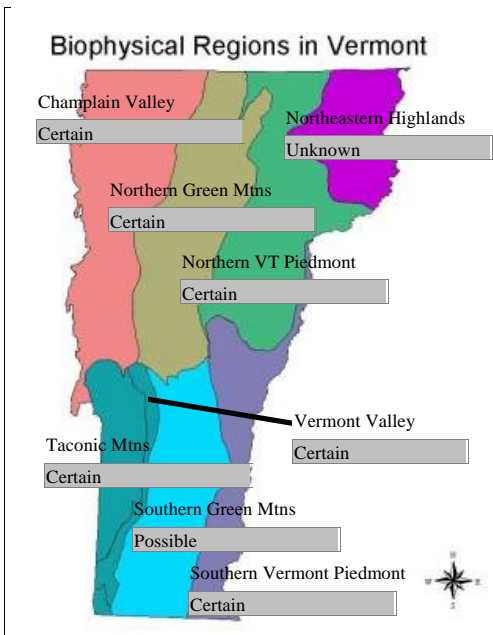 Biophysical Regions in Vermont
Champlain Valley
Certain
Northeastern Highlands
Unknown
Northern Green Mtns
Certain
Northern VT Piedmont
Certain
Vermont Valley
Certain
Taconic Mtns
Certain
Southern Green Mtns
Possible
Southern Vermont Piedmont
Certain
N
W
E
S